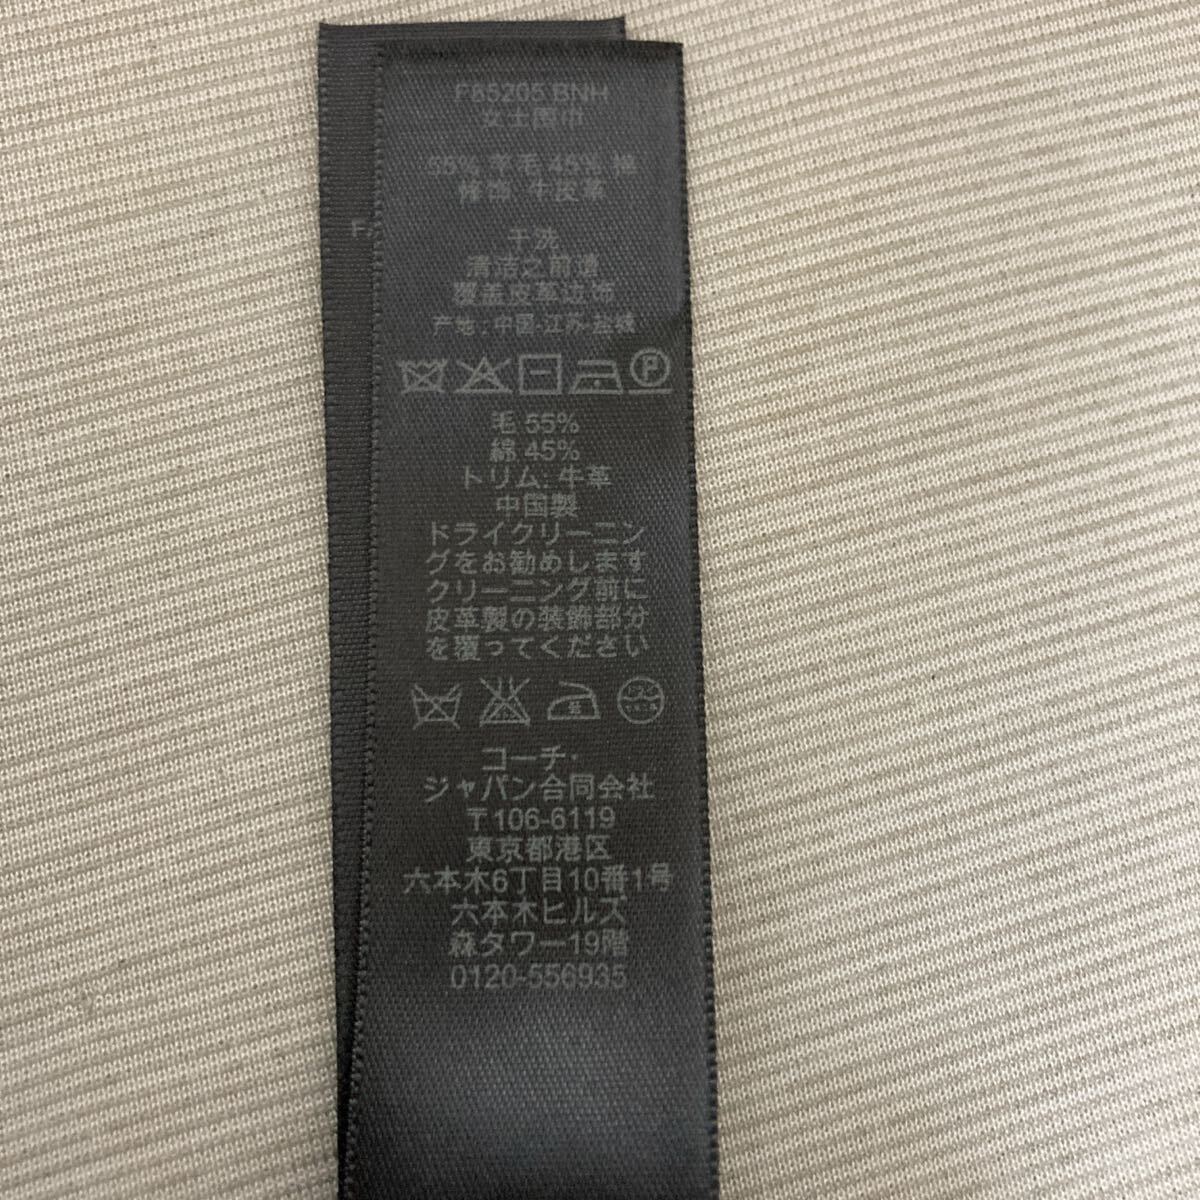 F85205 BNH
女士围巾
55% 羊毛 45% 棉
修饰: 牛皮革
干洗
清洁之前请
覆盖皮革边饰
产地: 中国.江苏.盐城
P
毛 55%
綿 45%
トリム: 牛革
中国製
ドライクリーニン
グをお勧めします
クリーニング前に
皮革製の装飾部分
を覆ってください
コーチ・
ジャパン合同会社
〒106-6119
東京都港区
六本木6丁目10番1号
六本木ヒルズ
森タワー19階
0120-556935